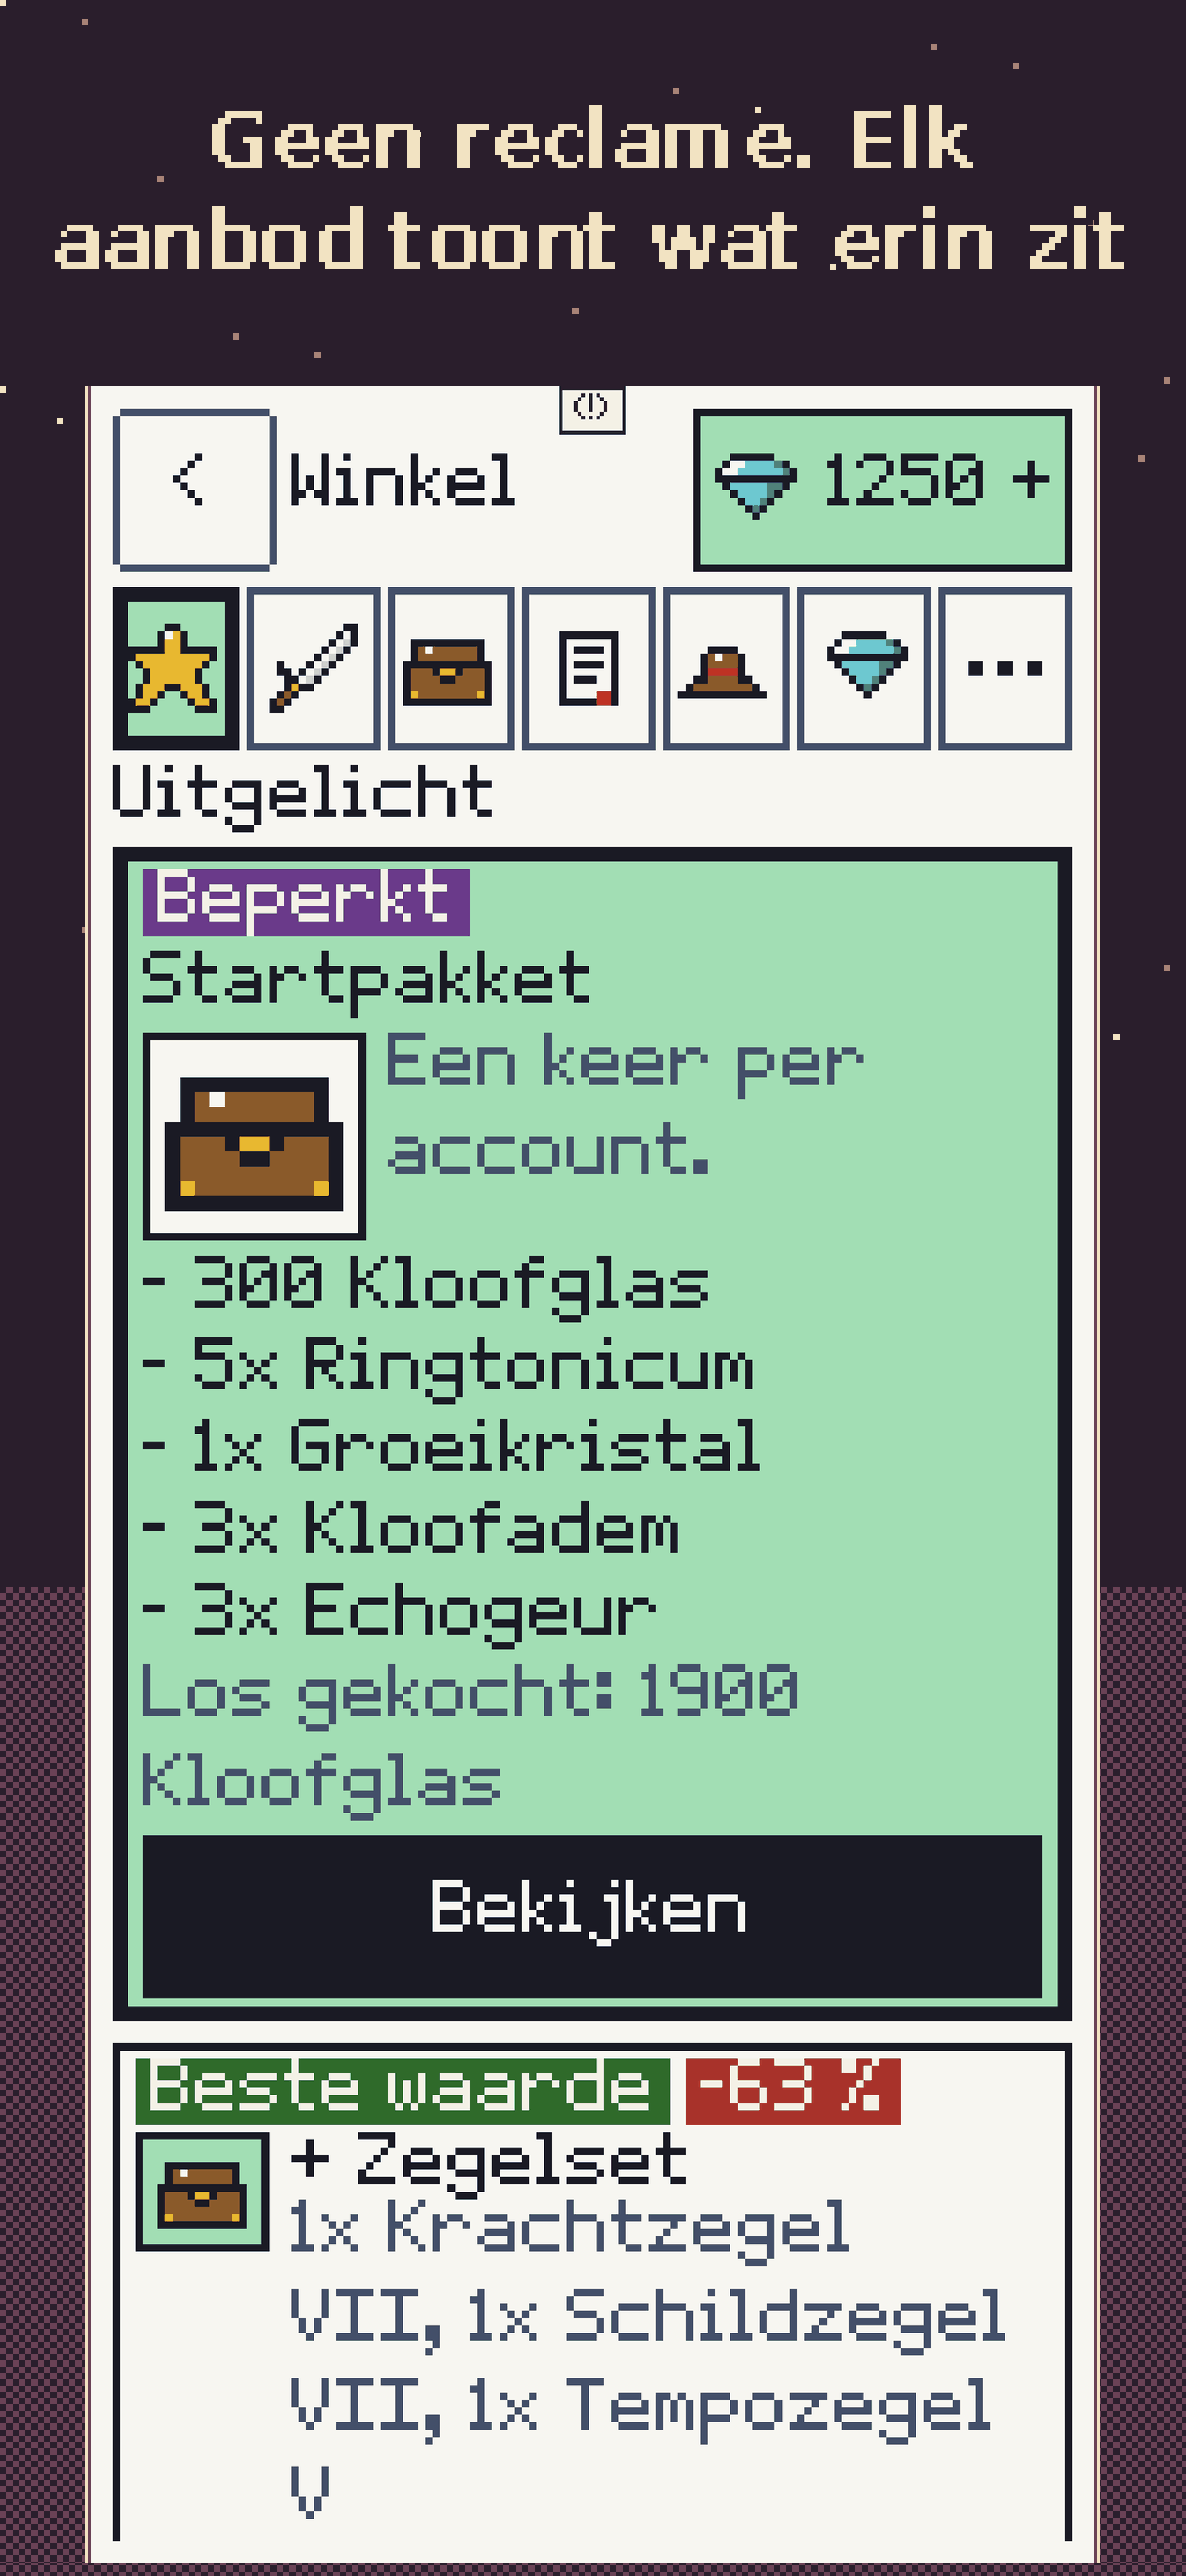 Geen reclame. Elk
aanbod toont wat erin zit
(!)
< Winkel 1250 +
...
Uitgelicht
Beperkt
Startpakket
Een keer per
account.
- 300 Kloofglas
- 5x Ringtonicum
- 1x Groeikristal
- 3x Kloofadem
- 3x Echogeur
Los gekocht: 1900
Kloofglas
Bekijken
Beste waarde -63 %
+ Zegelset
1x Krachtzegel
VII, 1x Schildzegel
VII, 1x Tempozegel
V